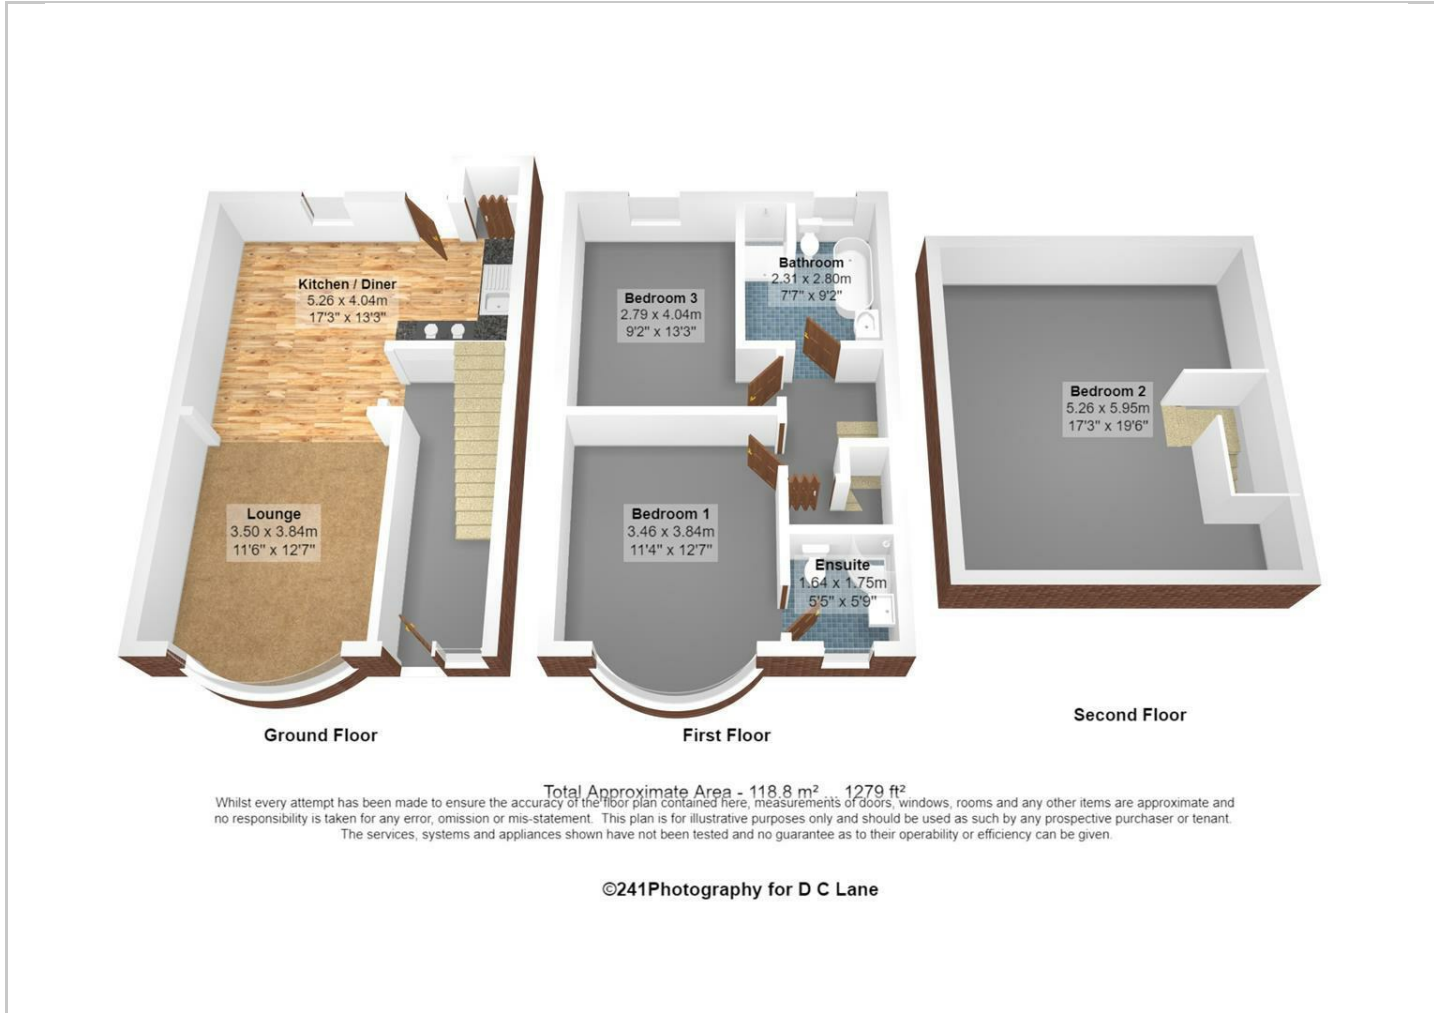 Kitchen / Diner
5.26 x 4.04m
17'3" x 13'3"
Lounge
3.50 x 3.84m
11'6" x 12'7"
Ground Floor
Bedroom 3
2.79 x 4.04m
9'2" x 13'3"
Bathroom
2.31 x 2.80m
7'7" x 9'2"
Bedroom 1
3.46 x 3.84m
11'4" x 12'7"
Ensuite
1.64 x 1.75m
5'5" x 5'9"
First Floor
Bedroom 2
5.26 x 5.95m
17'3" x 19'6"
Second Floor
Total Approximate Area - 118.8 m² ... 1279 ft²
Whilst every attempt has been made to ensure the accuracy of the floor plan contained here, measurements of doors, windows, rooms and any other items are approximate and
no responsibility is taken for any error, omission or mis-statement. This plan is for illustrative purposes only and should be used as such by any prospective purchaser or tenant.
The services, systems and appliances shown have not been tested and no guarantee as to their operability or efficiency can be given.
©241Photography for D C Lane